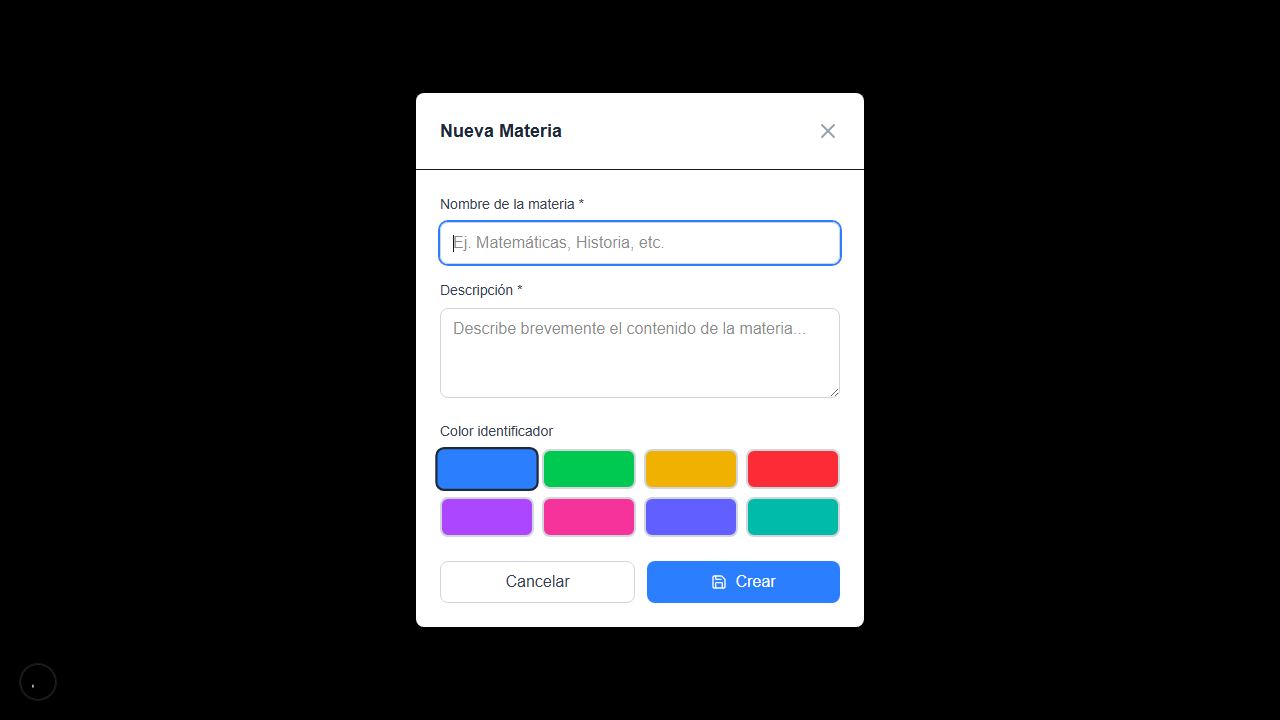 Nueva Materia
Nombre de la materia *
Ej. Matemáticas, Historia, etc.
Descripción *
Describe brevemente el contenido de la materia...
Color identificador
Cancelar
Crear